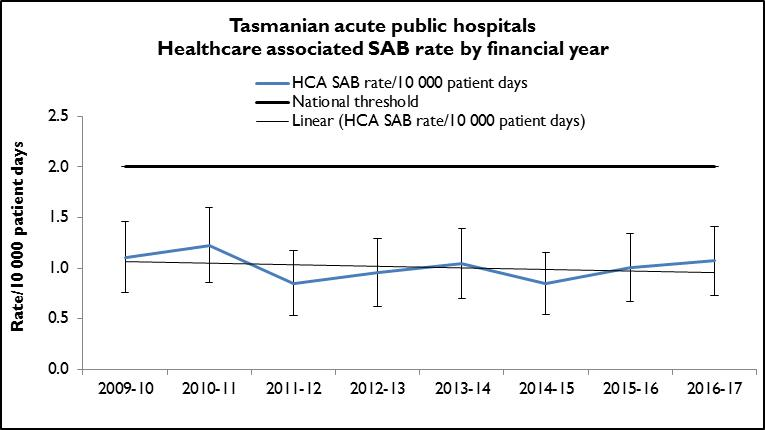 Tasmanian acute public hospitals
Healthcare associated SAB rate by financial year
HCA SAB rate/10 000 patient days
National threshold
Linear (HCA SAB rate/10 000 patient days)
Rate/10 000 patient days
2.5
2.0
1.5
1.0
0.5
0.0
2009-10 2010-11 2011-12 2012-13 2013-14 2014-15 2015-16 2016-17